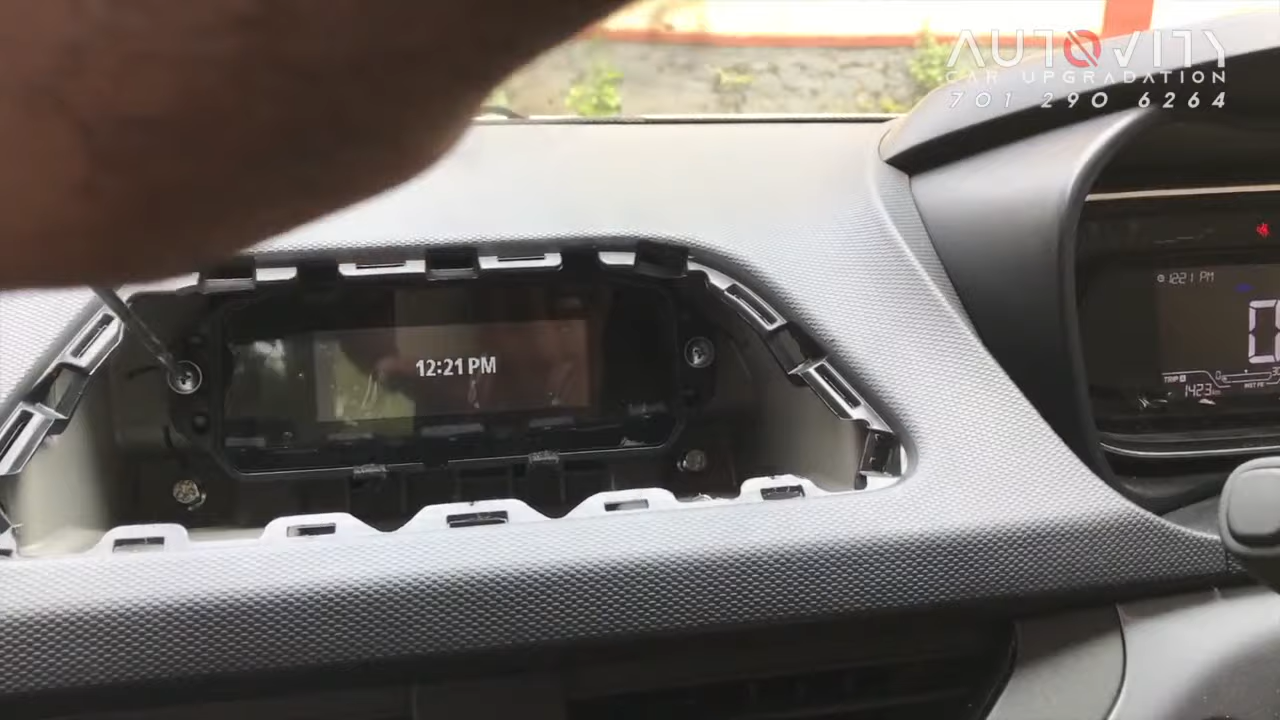 AUTOVITY
CAR UPGRADATION
701 290 6264
12:21 PM
12:21 PM
TRIP
1423